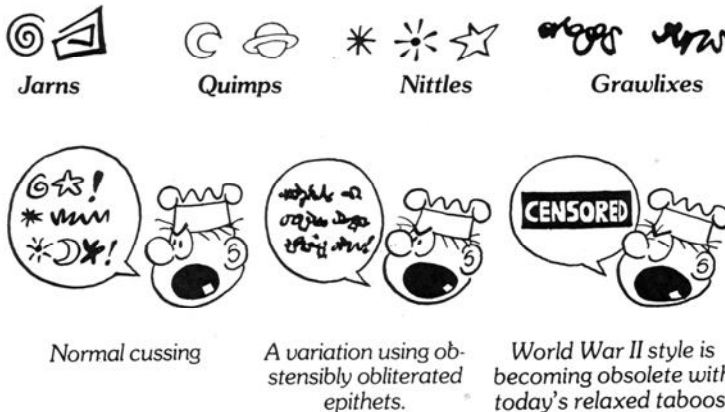 Jarns Quimps Nittles Grawlixes
CENSORED
Normal cussing
A variation using ob-
stensibly obliterated
epithets.
World War II style is
becoming obsolete with
today's relaxed taboos.